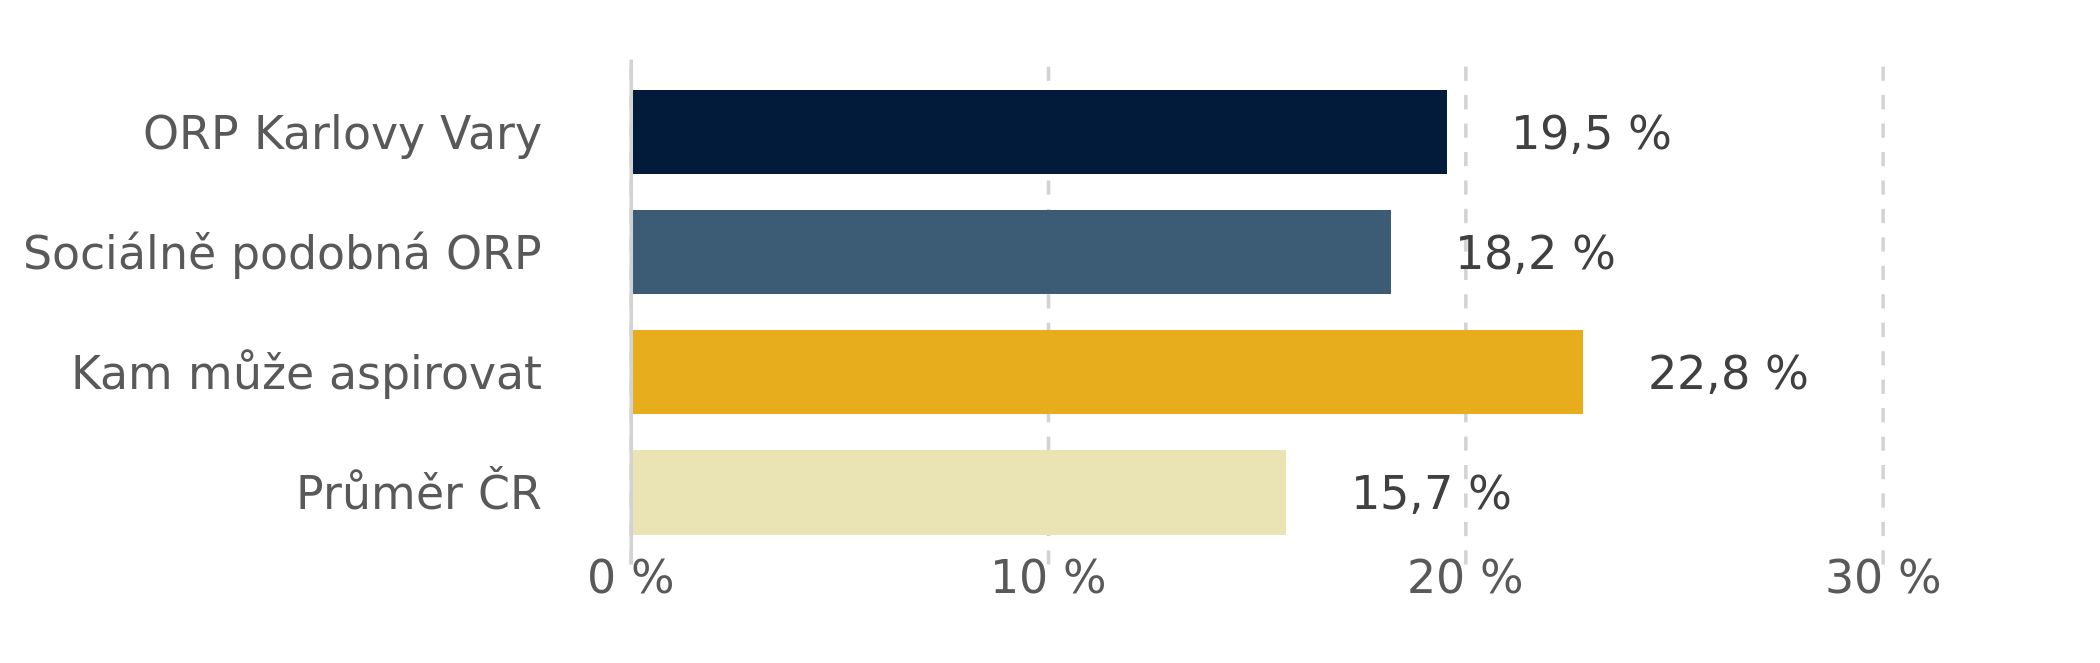 ORP Karlovy Vary 19,5 %
Sociálně podobná ORP 18,2 %
Kam může aspirovat 22,8 %
Průměr ČR 15,7 %
0 % 10 % 20 % 30 %